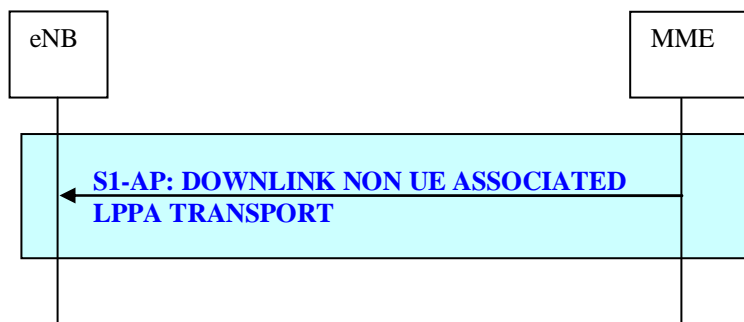 eNB
MME
S1-AP: DOWNLINK NON UE ASSOCIATED
LPPA TRANSPORT